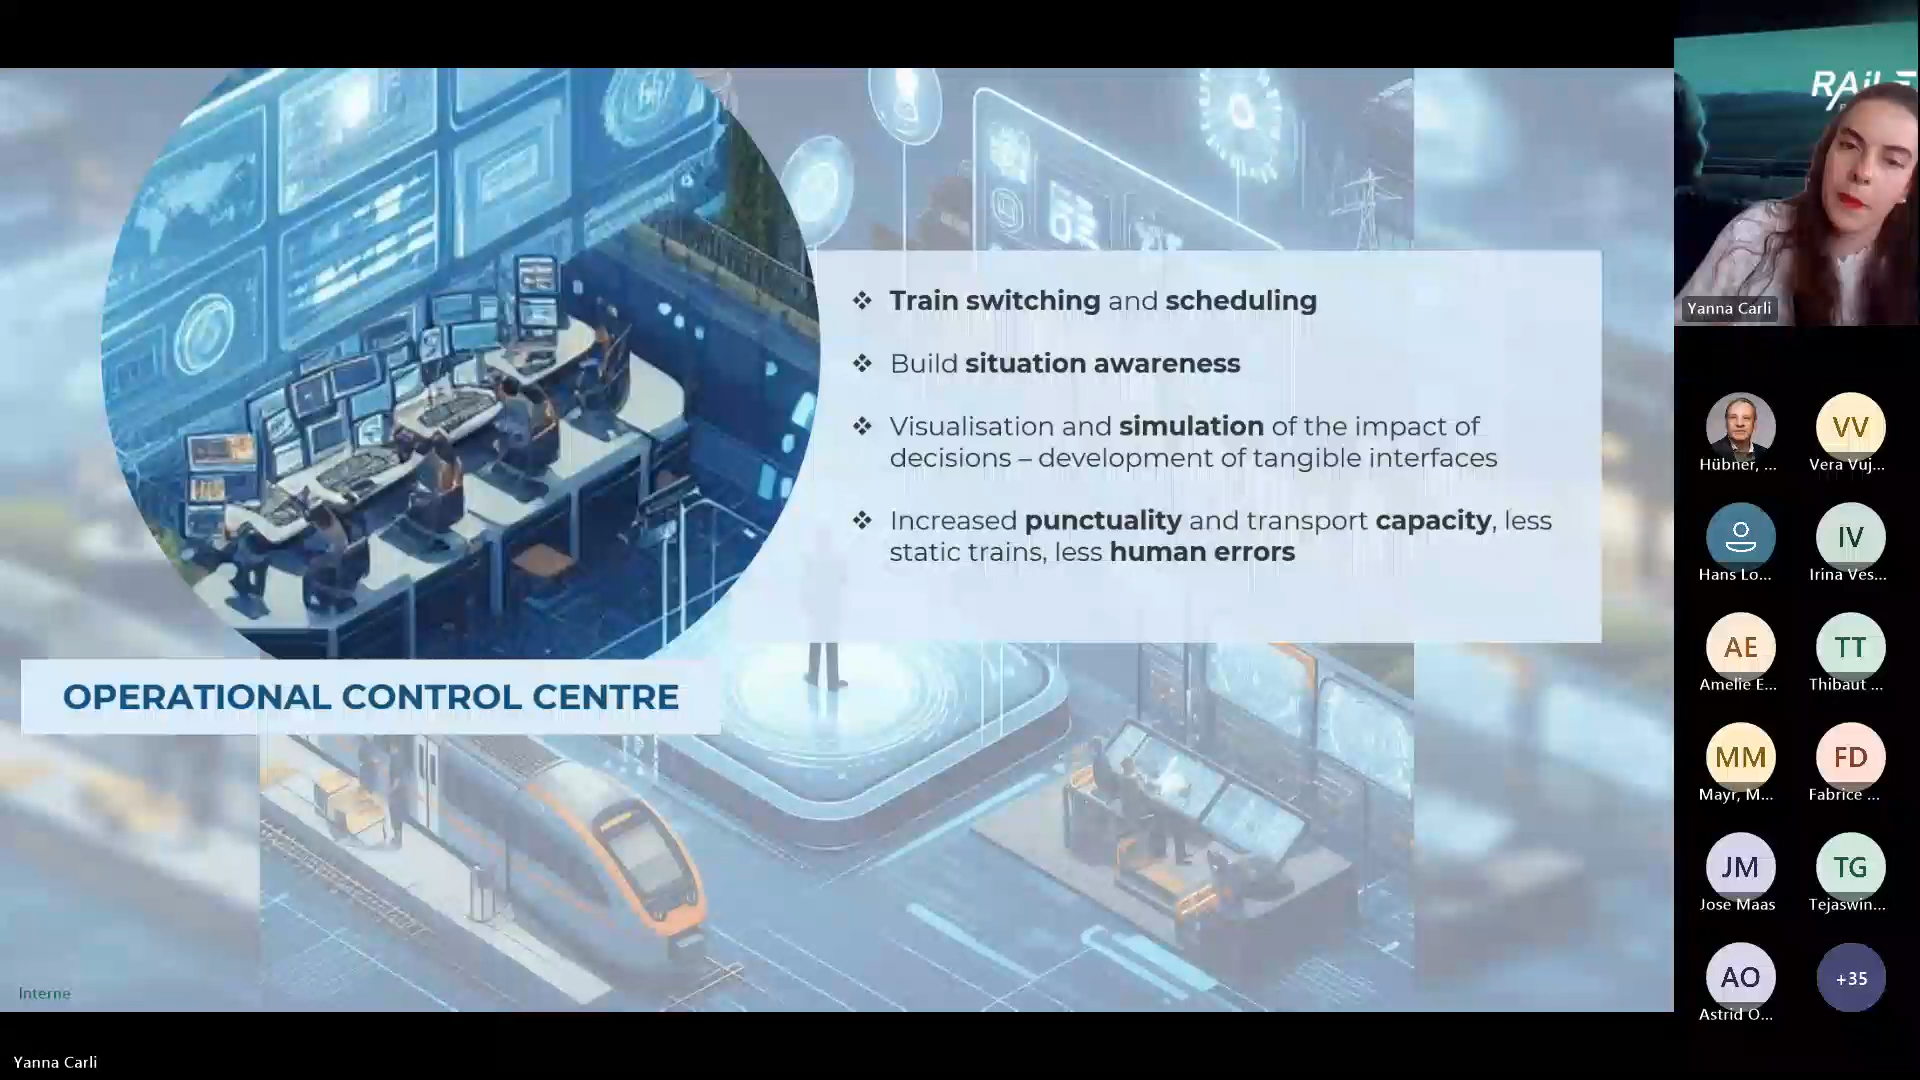 ❖ Train switching and scheduling
❖ Build situation awareness
❖ Visualisation and simulation of the impact of
decisions – development of tangible interfaces
❖ Increased punctuality and transport capacity, less
static trains, less human errors
OPERATIONAL CONTROL CENTRE
Interne
Yanna Carli
Yanna Carli
Hübner, ...
VV
Vera Vuj...
Hans Lo...
IV
Irina Ves...
AE
Amelie E...
TT
Thibaut ...
MM
Mayr, M...
FD
Fabrice ...
JM
Jose Maas
TG
Tejaswin...
AO
Astrid O...
+35